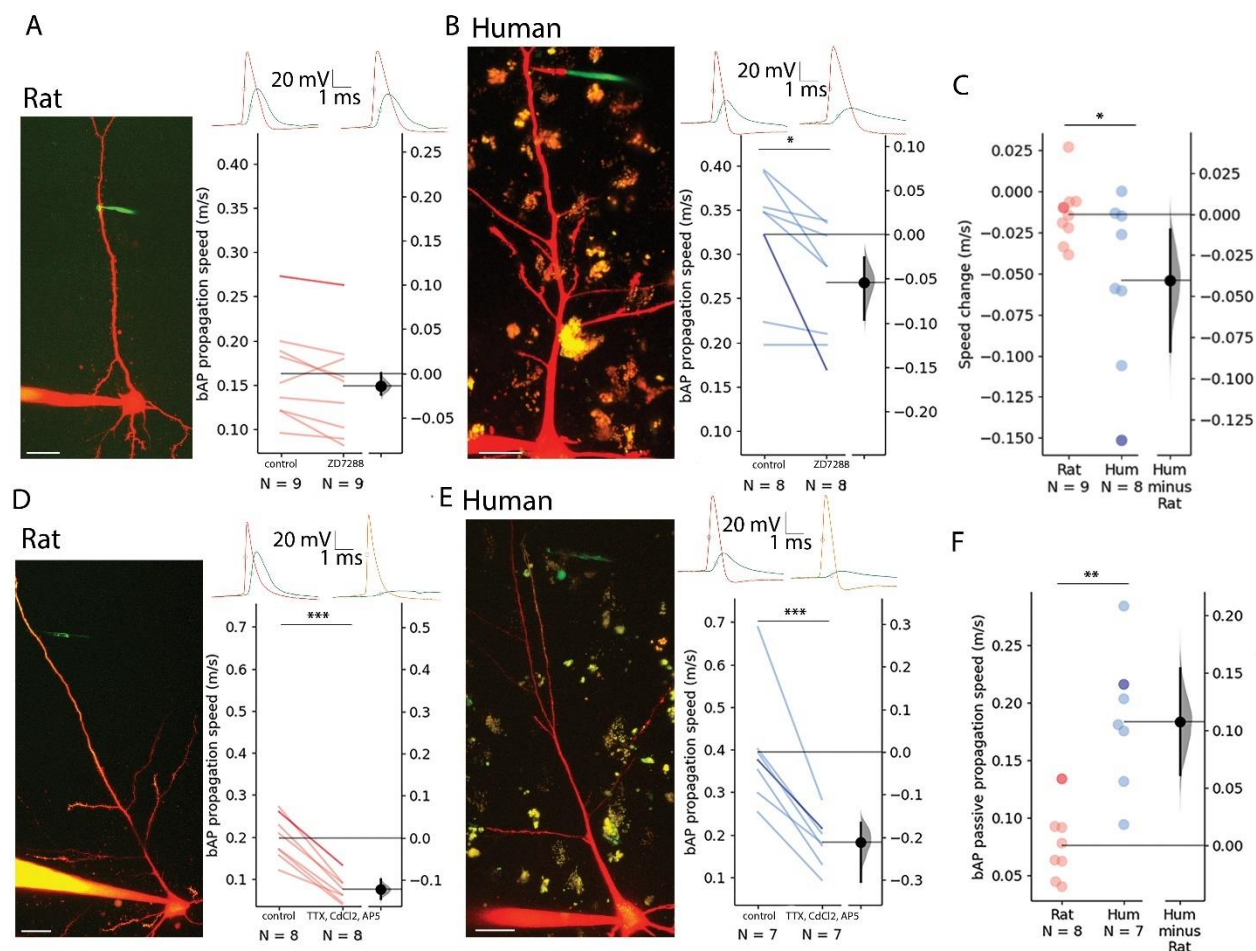 A
Rat
20 mV
1 ms
bAP propagation speed (m/s)
0.40
0.35
0.30
0.25
0.20
0.15
0.10
0.25
0.20
0.15
0.10
0.05
0.00
−0.05
control
ZD7288
N = 9
N = 9
B
Human
20 mV
1 ms
*
bAP propagation speed (m/s)
0.40
0.35
0.30
0.25
0.20
0.15
0.10
0.10
0.05
0.00
−0.05
−0.10
−0.15
−0.20
control
ZD7288
N = 8
N = 8
C
*
Speed change (m/s)
0.025
0.000
−0.025
−0.050
−0.075
−0.100
−0.125
−0.150
0.025
0.000
−0.025
−0.050
−0.075
−0.100
−0.125
Rat
N = 9
Hum
N = 8
Hum
minus
Rat
D
Rat
20 mV
1 ms
***
bAP propagation speed (m/s)
0.7
0.6
0.5
0.4
0.3
0.2
0.1
0.5
0.4
0.3
0.2
0.1
0.0
−0.1
control
TTX, CdCl2, AP5
N = 8
N = 8
E
Human
20 mV
1 ms
***
bAP propagation speed (m/s)
0.7
0.6
0.5
0.4
0.3
0.2
0.1
0.3
0.2
0.1
0.0
−0.1
−0.2
−0.3
control
TTX, CdCl2, AP5
N = 7
N = 7
F
**
bAP passive propagation speed (m/s)
0.25
0.20
0.15
0.10
0.05
0.20
0.15
0.10
0.05
0.00
Rat
N = 8
Hum
N = 7
Hum
minus
Rat